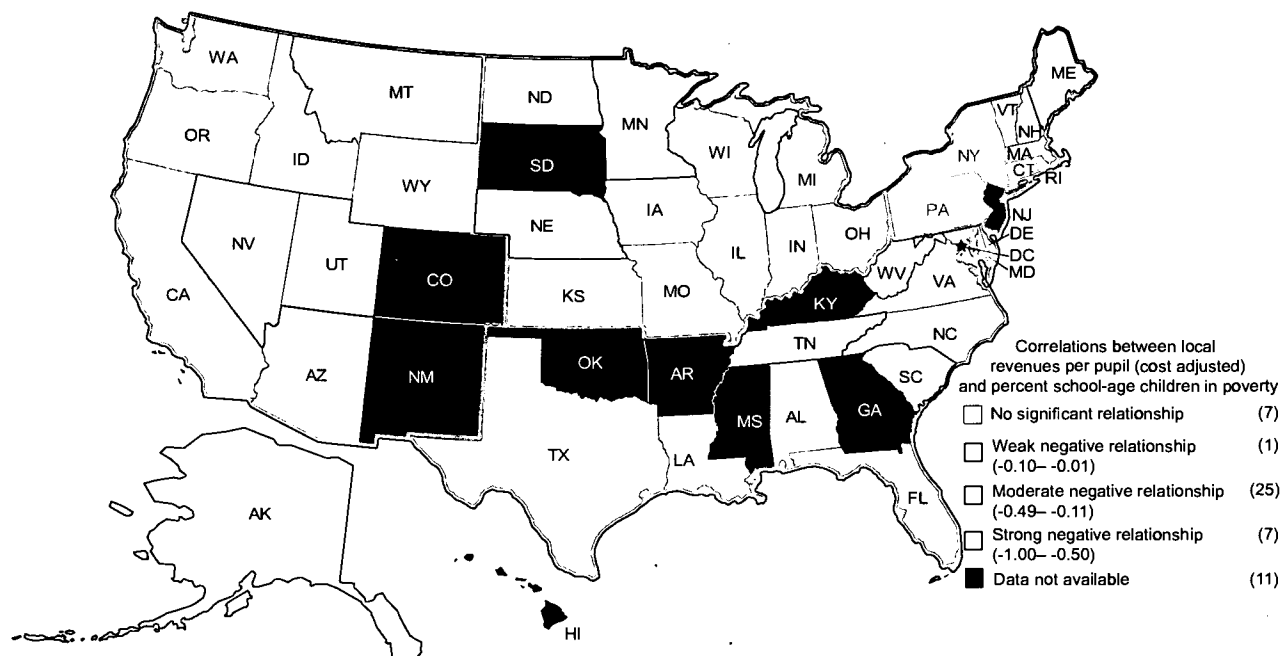 WA
MT
ND
MN
ME
VT
NH
OR
ID
SD
WI
NY
MA
CT
RI
WY
MI
IA
PA
NE
NJ
NV
OH
DE
IL
IN
DC
UT
MD
CO
WV
VA
CA
KS
MO
KY
NC
TN
Correlations between local
revenues per pupil (cost adjusted)
and percent school-age children in poverty
AZ
NM
OK
AR
SC
No significant relationship (7)
MS
AL
GA
Weak negative relationship (1)
(-0.10– -0.01)
TX
LA
Moderate negative relationship (25)
(-0.49– -0.11)
FL
AK
Strong negative relationship (7)
(-1.00– -0.50)
Data not available (11)
HI